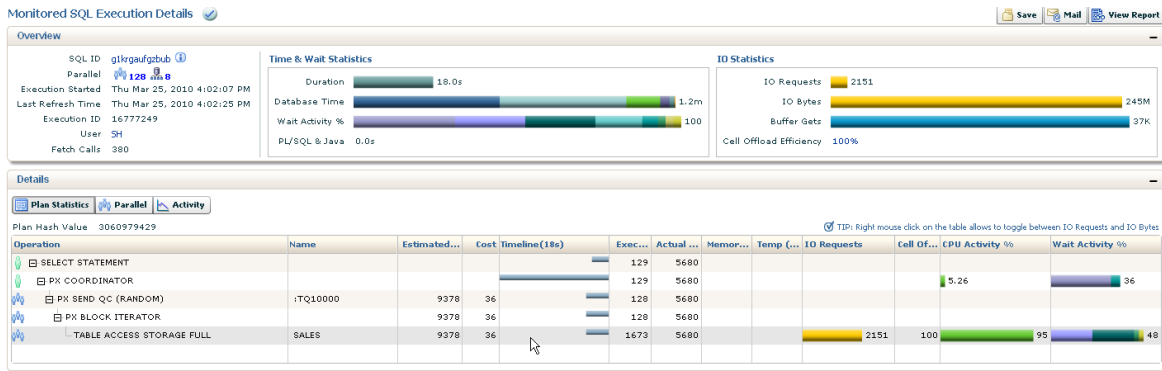 Monitored SQL Execution Details
Save Mail View Report
Overview
SQL ID g1krgaufgzbub
Parallel 128 8
Execution Started Thu Mar 25, 2010 4:02:07 PM
Last Refresh Time Thu Mar 25, 2010 4:02:25 PM
Execution ID 16777249
User SH
Fetch Calls 380
Time & Wait Statistics
Duration 18.0s
Database Time 1.2m
Wait Activity % 100
PL/SQL & Java 0.0s
IO Statistics
IO Requests 2151
IO Bytes 245M
Buffer Gets 37K
Cell Offload Efficiency 100%
Details
Plan Statistics Parallel Activity
Plan Hash Value 3060979429
TIP: Right mouse click on the table allows to toggle between IO Requests and IO Bytes
Operation Name Estimated... Cost Timeline(18s) Exec... Actual ... Memor... Temp (... IO Requests Cell Of... CPU Activity % Wait Activity %
SELECT STATEMENT 129 5680
PX COORDINATOR 129 5680 5.26 36
PX SEND QC (RANDOM) :TQ10000 9378 36 128 5680
PX BLOCK ITERATOR 9378 36 128 5680
TABLE ACCESS STORAGE FULL SALES 9378 36 1673 5680 2151 100 95 48